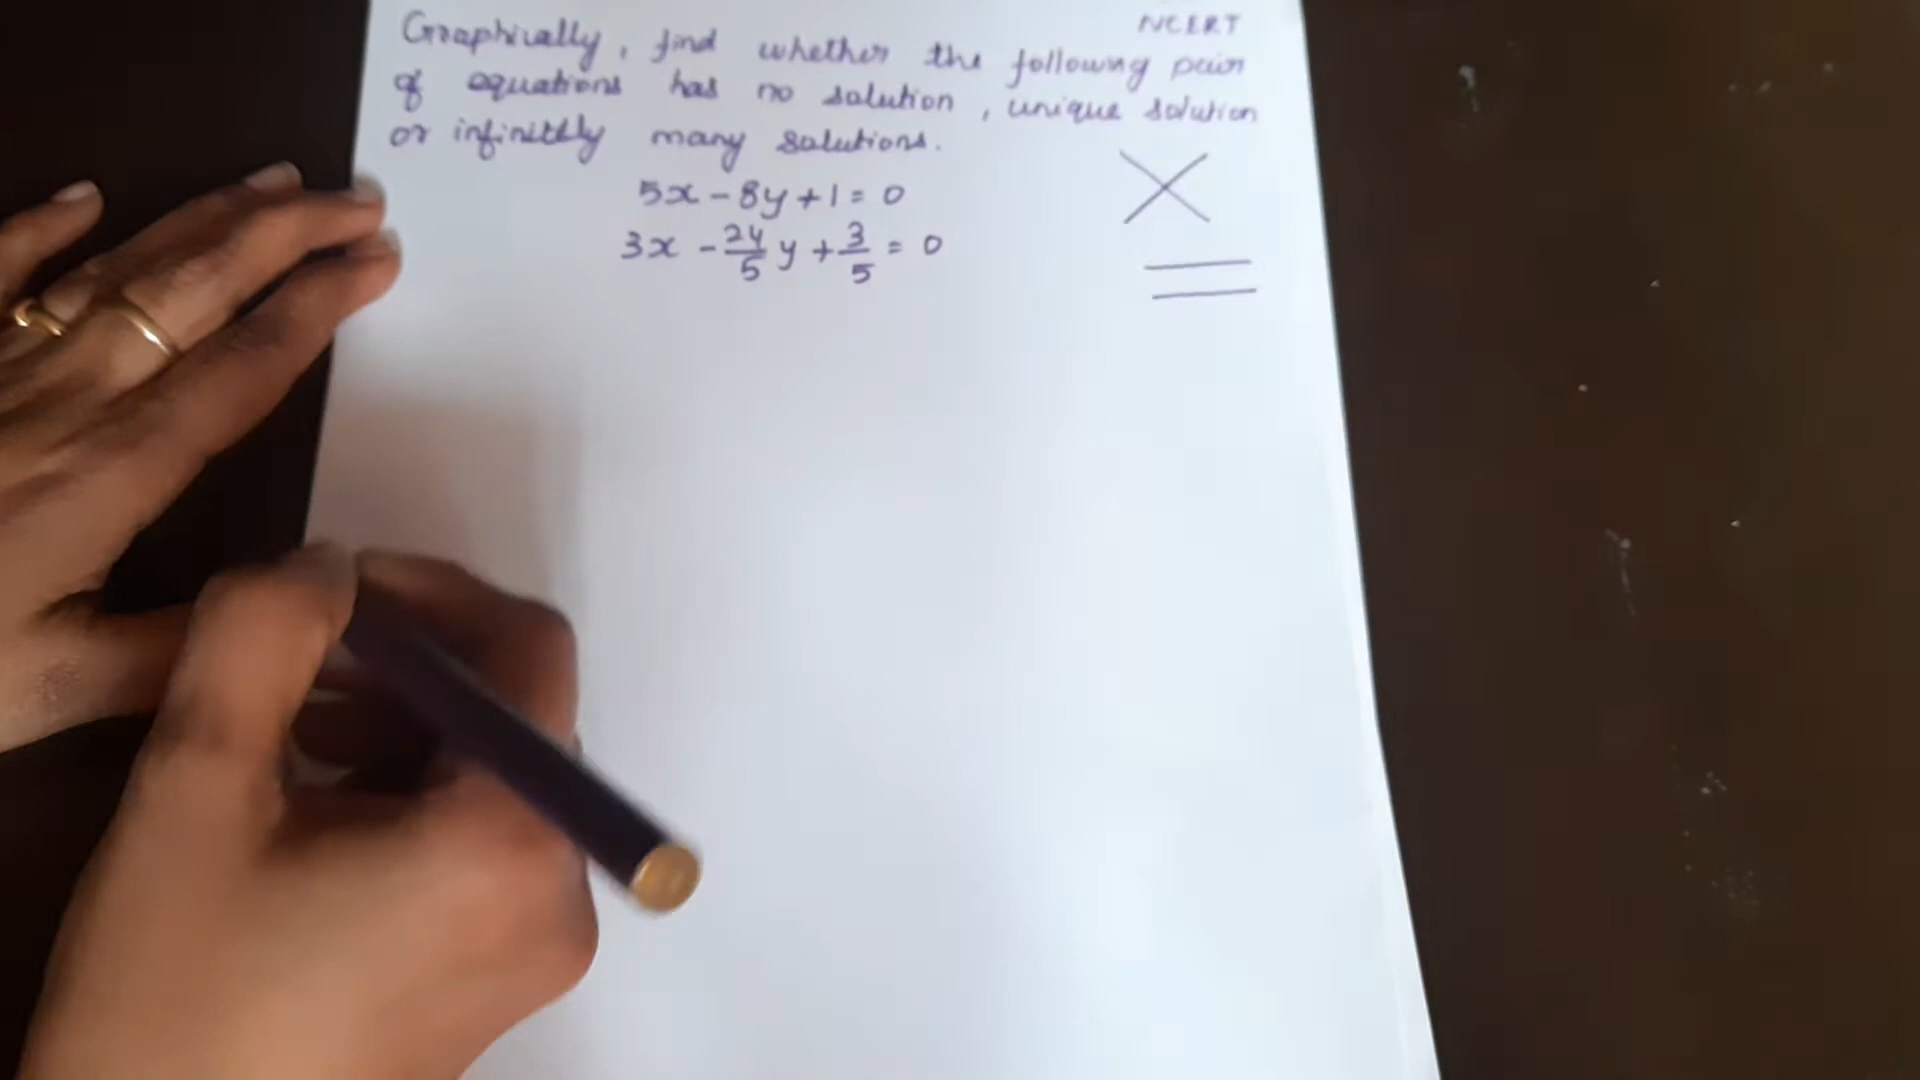 NCERT
Graphically, find whether the following pair
of equations has no solution, unique solution
or infinitely many solutions.
5x - 8y + 1 = 0
3x - 24/5 y + 3/5 = 0